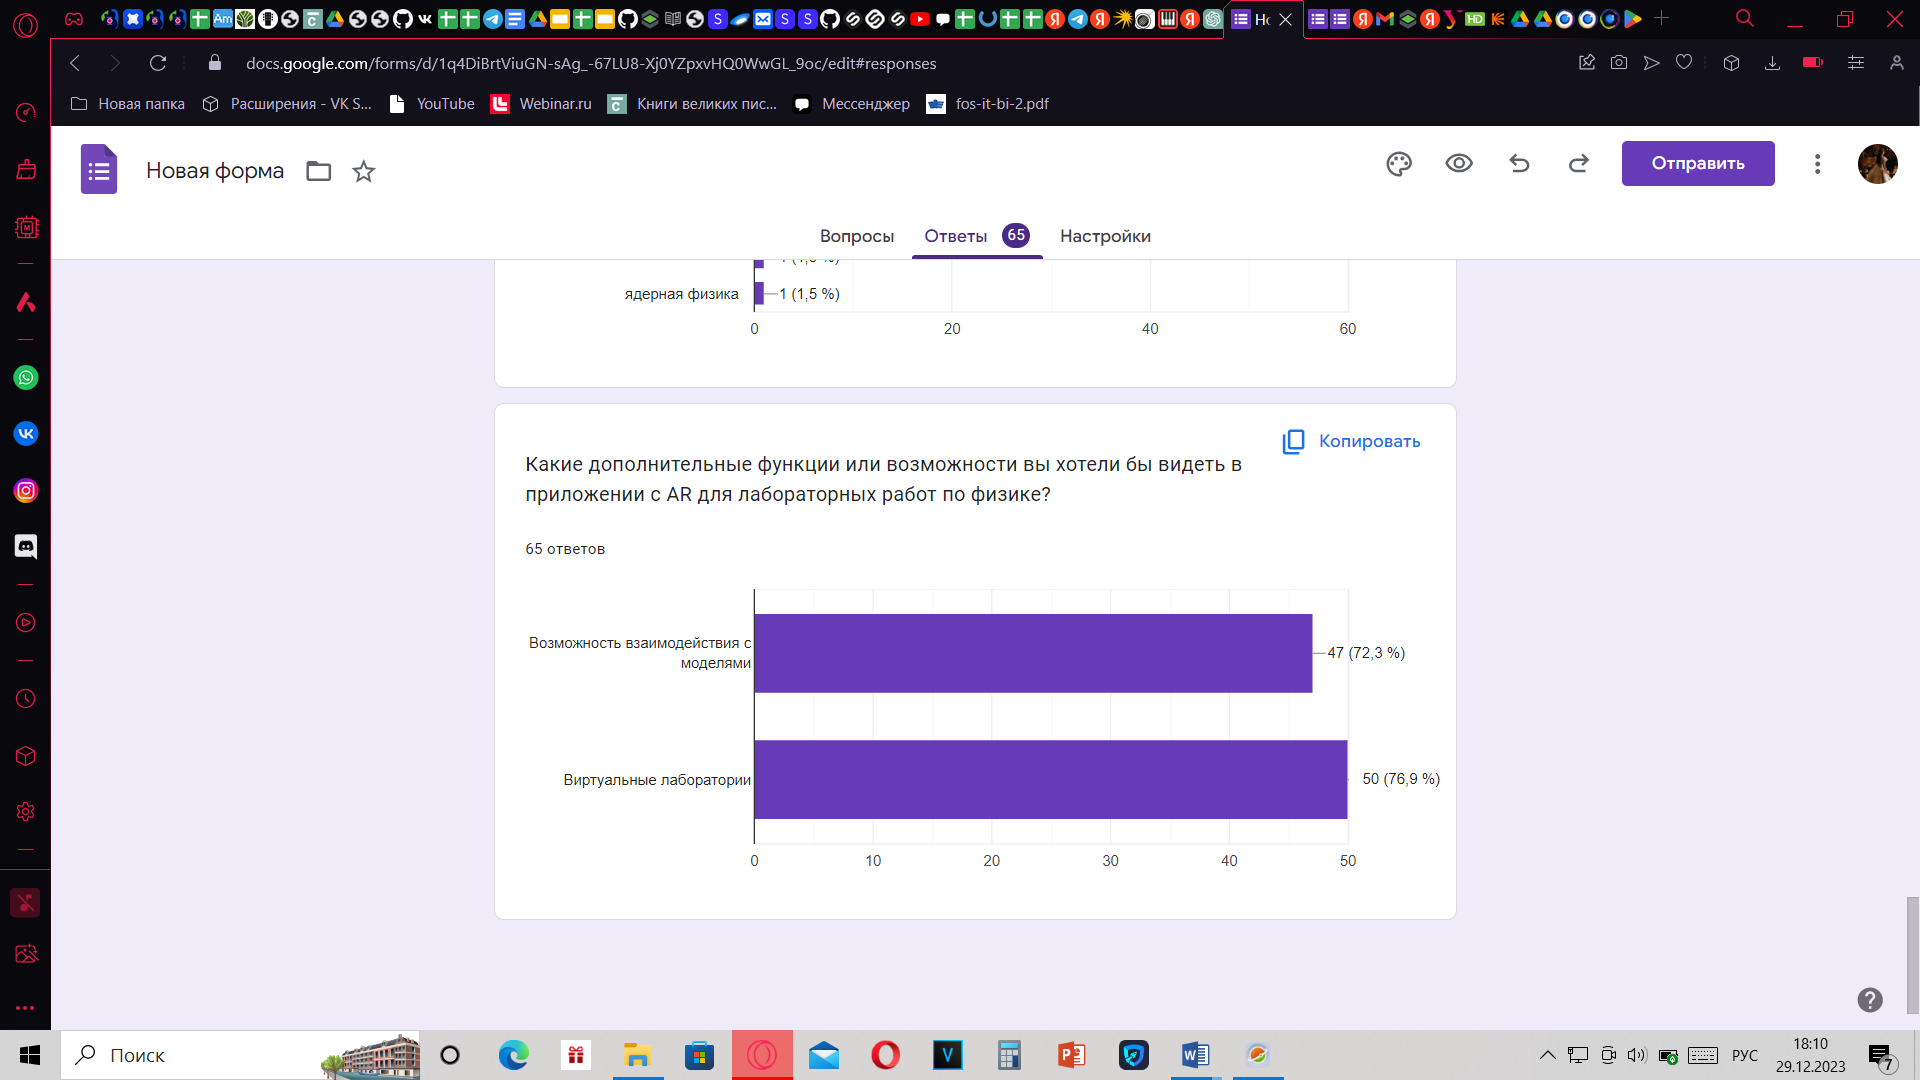 Но
docs.google.com/forms/d/1q4DiBrtViuGN-sAg_-67LU8-Xj0YZpxvHQ0WwGL_9oc/edit#responses
Новая папка
Расширения - VK S...
YouTube
Webinar.ru
Книги великих пис...
Мессенджер
fos-it-bi-2.pdf
Новая форма
Отправить
Вопросы
Ответы 65
Настройки
ядерная физика
1 (1,5 %)
0 20 40 60
Копировать
Какие дополнительные функции или возможности вы хотели бы видеть в
приложении с AR для лабораторных работ по физике?
65 ответов
Возможность взаимодействия с
моделями
47 (72,3 %)
Виртуальные лаборатории
50 (76,9 %)
0 10 20 30 40 50
Поиск
РУС
18:10
29.12.2023
7